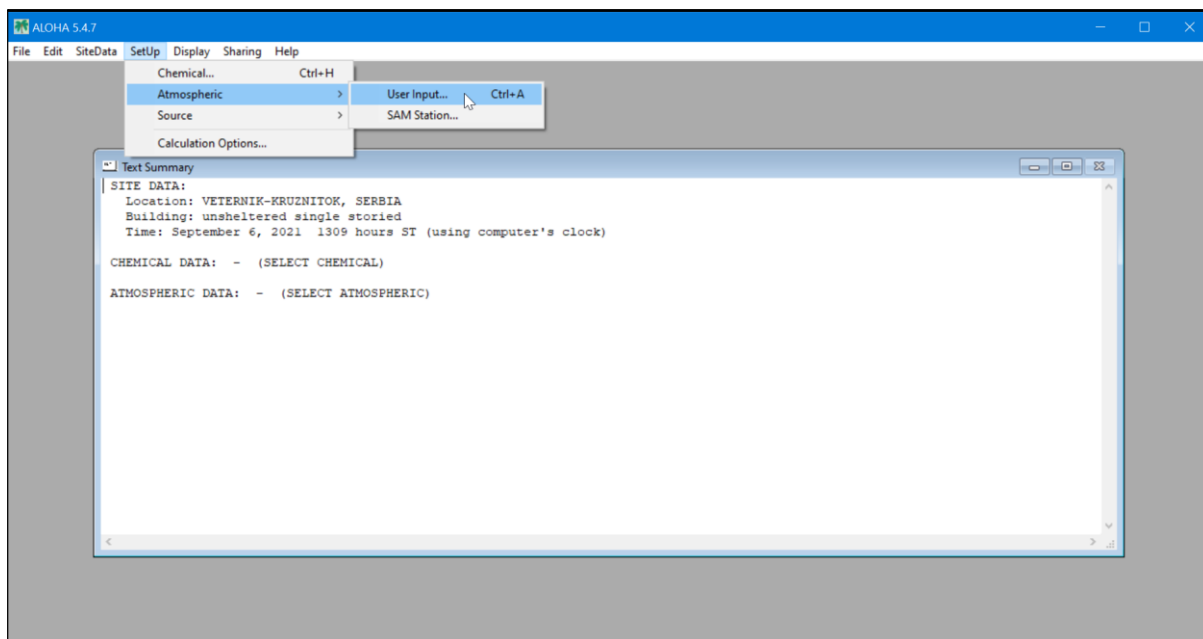 ALOHA 5.4.7
File Edit SiteData SetUp Display Sharing Help
Chemical... Ctrl+H
Atmospheric
Source
Calculation Options...
User Input... Ctrl+A
SAM Station...
Text Summary
SITE DATA:
Location: VETERNIK-KRUZNITOK, SERBIA
Building: unsheltered single storied
Time: September 6, 2021 1309 hours ST (using computer's clock)
CHEMICAL DATA: - (SELECT CHEMICAL)
ATMOSPHERIC DATA: - (SELECT ATMOSPHERIC)